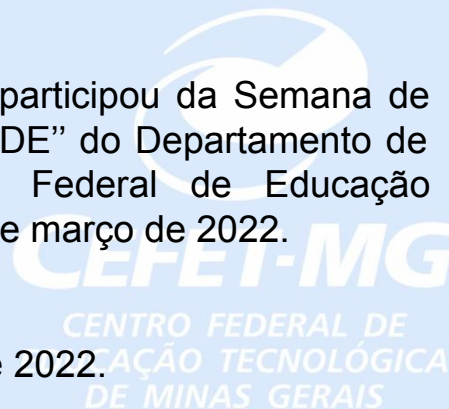 participou da Semana de
DE’’ do Departamento de
Federal de Educação
e março de 2022.
CEFET-MG
CENTRO FEDERAL DE
EDUCAÇÃO TECNOLÓGICA
e 2022.
DE MINAS GERAIS